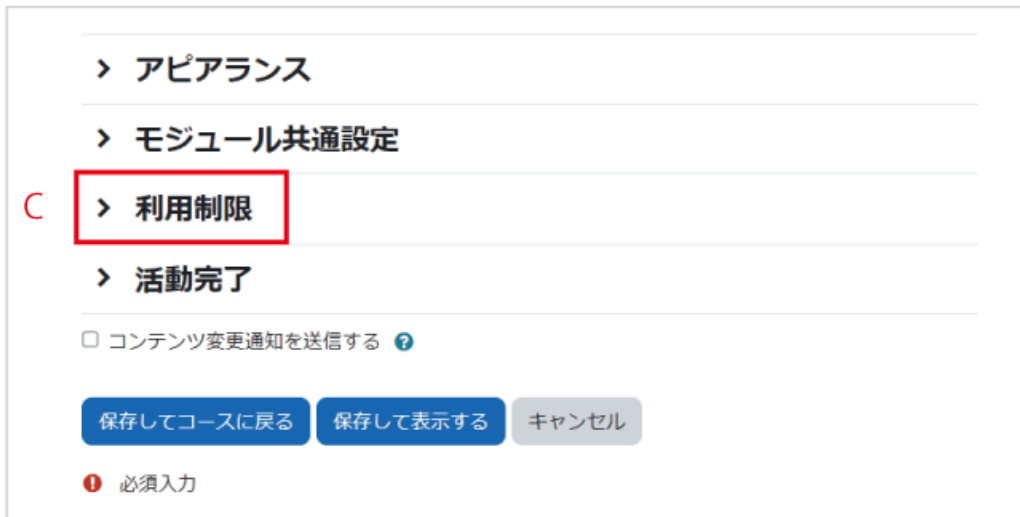 アピアランス
モジュール共通設定
C
利用制限
活動完了
コンテンツ変更通知を送信する
保存してコースに戻る 保存して表示する キャンセル
必須入力